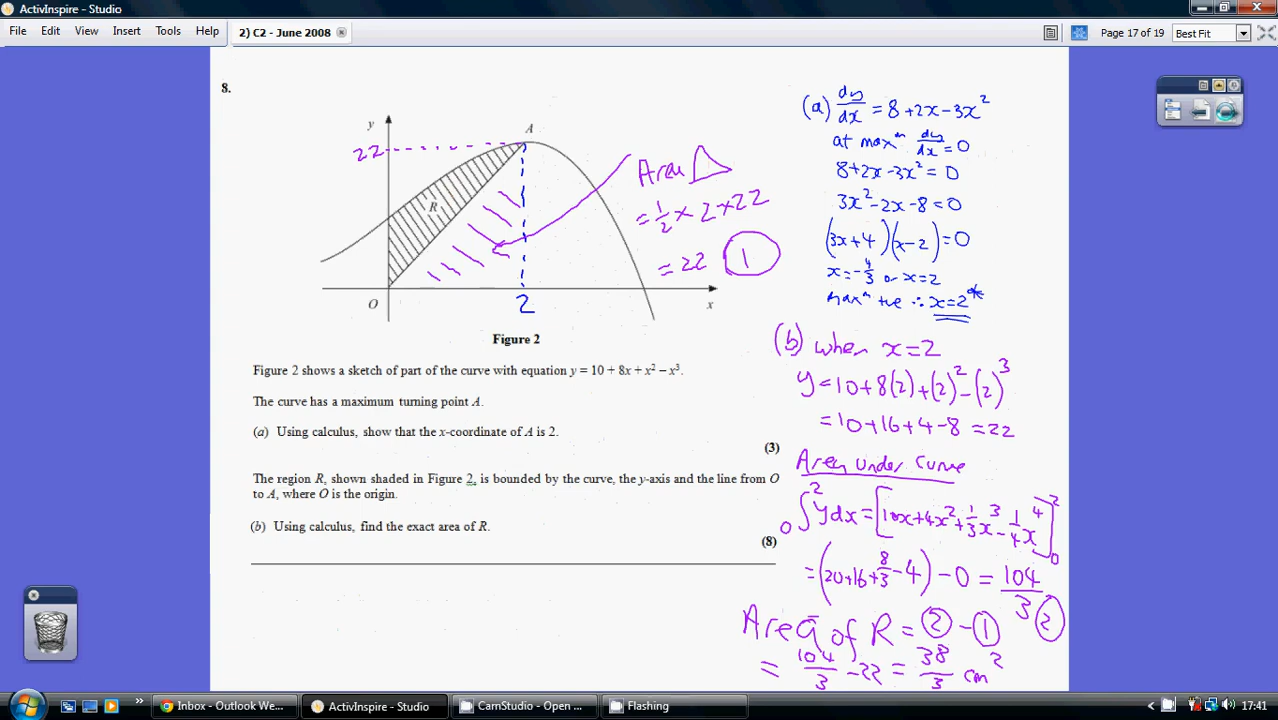 ActivInspire - Studio
File Edit View Insert Tools Help 2) C2 - June 2008 Page 17 of 19 Best Fit
8.
y
A
22
R
O
2
x
Area
= 1/2 × 2 × 22
= 22 1
Figure 2
Figure 2 shows a sketch of part of the curve with equation y = 10 + 8x + x² – x³.
The curve has a maximum turning point A.
(a) Using calculus, show that the x-coordinate of A is 2.
(3)
The region R, shown shaded in Figure 2, is bounded by the curve, the y-axis and the line from O
to A, where O is the origin.
(b) Using calculus, find the exact area of R.
(8)
(a) dy/dx = 8+2x-3x²
at maxᵐ dy/dx = 0
8+2x-3x² = 0
3x²-2x-8=0
(3x+4)(x-2)=0
x=-4/3 or x=2
maxᵐ +ve ∴ x=2*
(b) when x=2
y=10+8(2)+(2)²-(2)³
=10+16+4-8=22
Area under curve
∫₀² y dx = [10x+4x²+1/3x³-1/4x⁴]₀²
=(20+16+8/3-4)-0=104/3 2
Area of R = 2 - 1
= 104/3 - 22 = 38/3 cm²
Inbox - Outlook We... ActivInspire - Studio CamStudio - Open ... Flashing 17:41